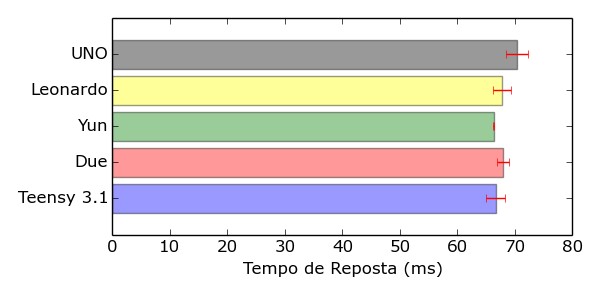 UNO
Leonardo
Yun
Due
Teensy 3.1
0 10 20 30 40 50 60 70 80
Tempo de Reposta (ms)